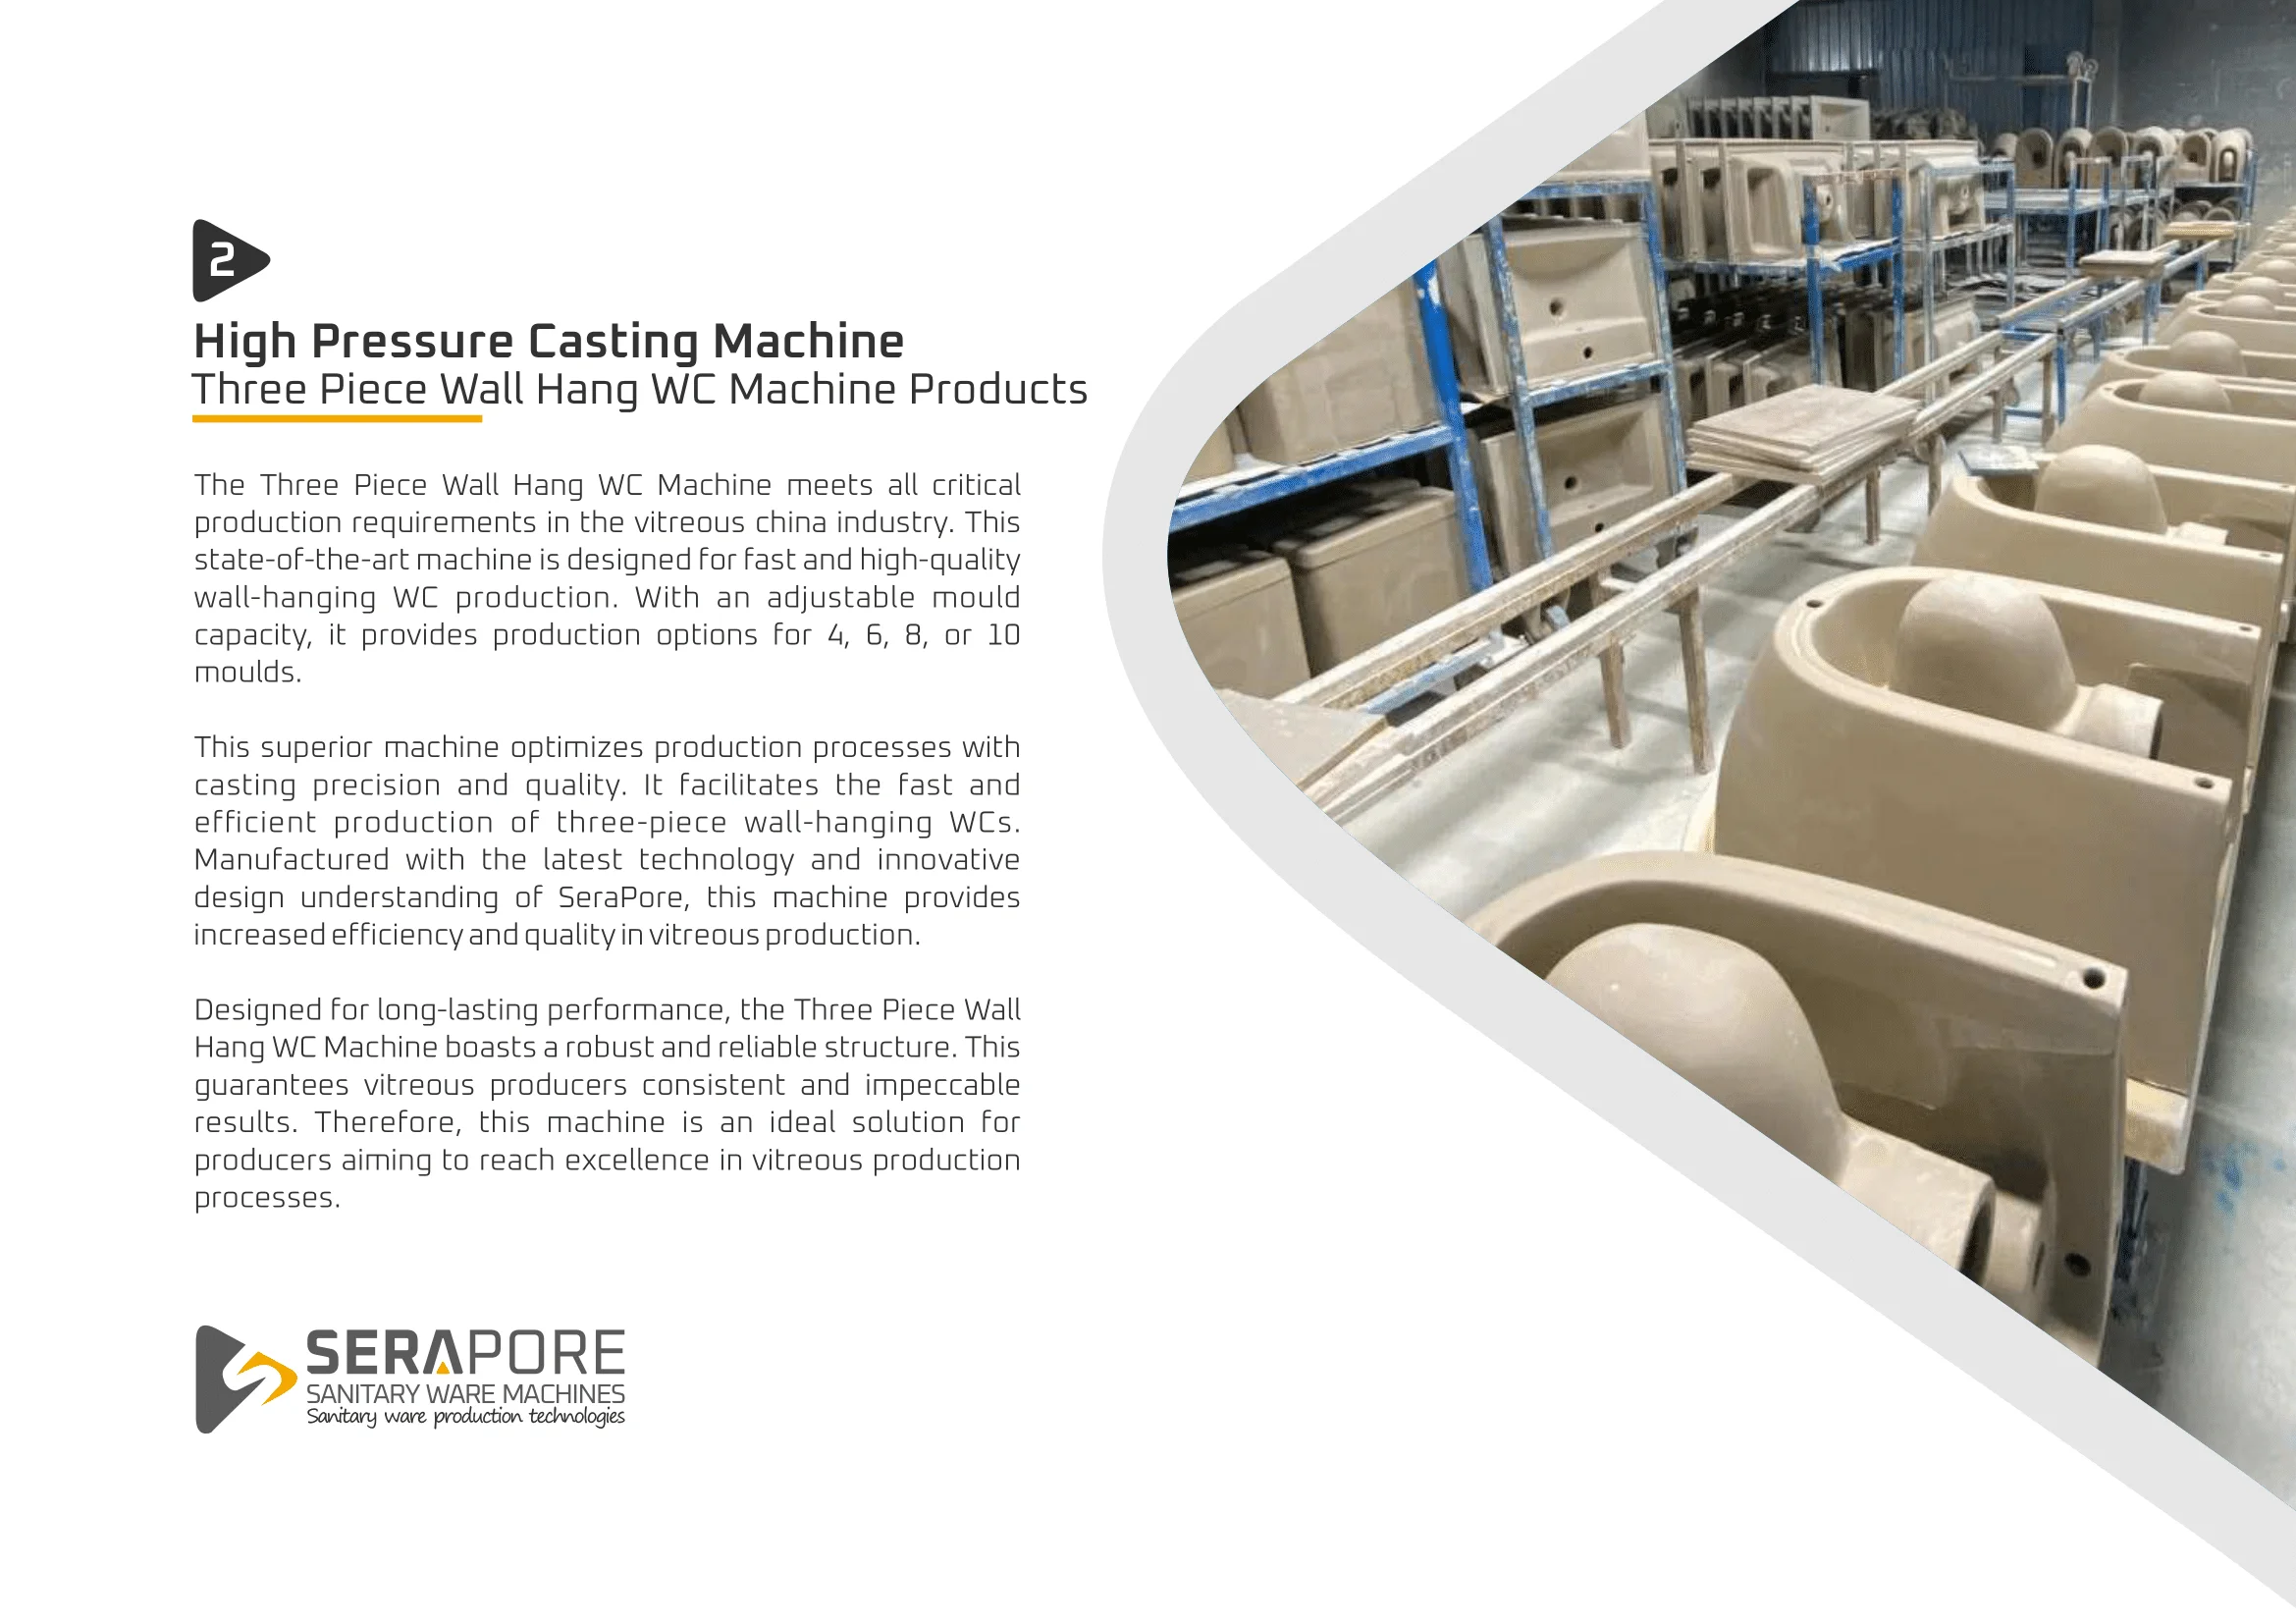 2
High Pressure Casting Machine
Three Piece Wall Hang WC Machine Products
The Three Piece Wall Hang WC Machine meets all critical
production requirements in the vitreous china industry. This
state-of-the-art machine is designed for fast and high-quality
wall-hanging WC production. With an adjustable mould
capacity, it provides production options for 4, 6, 8, or 10
moulds.
This superior machine optimizes production processes with
casting precision and quality. It facilitates the fast and
efficient production of three-piece wall-hanging WCs.
Manufactured with the latest technology and innovative
design understanding of SeraPore, this machine provides
increased efficiency and quality in vitreous production.
Designed for long-lasting performance, the Three Piece Wall
Hang WC Machine boasts a robust and reliable structure. This
guarantees vitreous producers consistent and impeccable
results. Therefore, this machine is an ideal solution for
producers aiming to reach excellence in vitreous production
processes.
SERAPORE
SANITARY WARE MACHINES
Sanitary ware production technologies